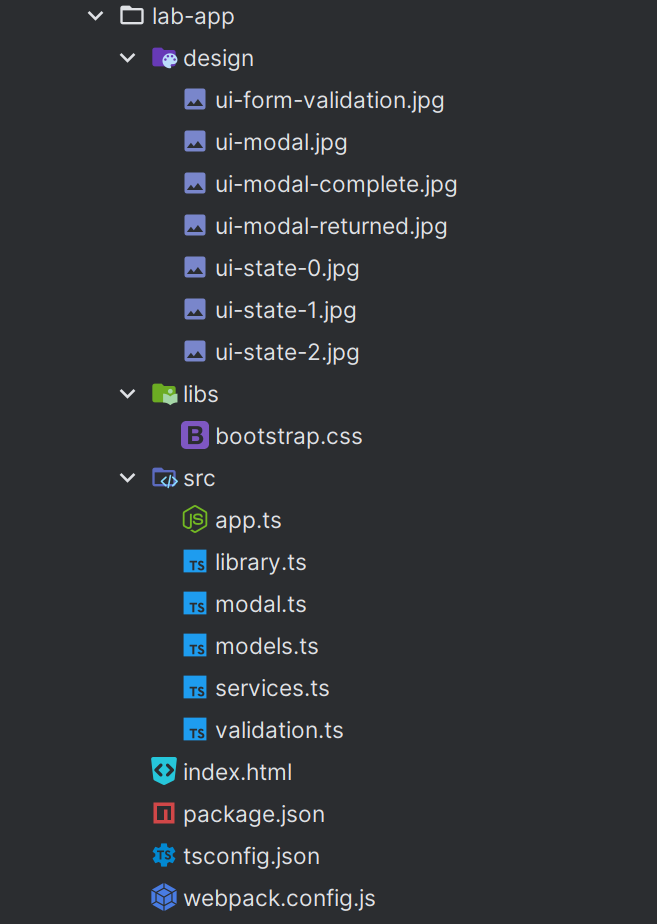 lab-app
design
ui-form-validation.jpg
ui-modal.jpg
ui-modal-complete.jpg
ui-modal-returned.jpg
ui-state-0.jpg
ui-state-1.jpg
ui-state-2.jpg
libs
B bootstrap.css
src
JS app.ts
TS library.ts
TS modal.ts
TS models.ts
TS services.ts
TS validation.ts
index.html
package.json
TS tsconfig.json
webpack.config.js